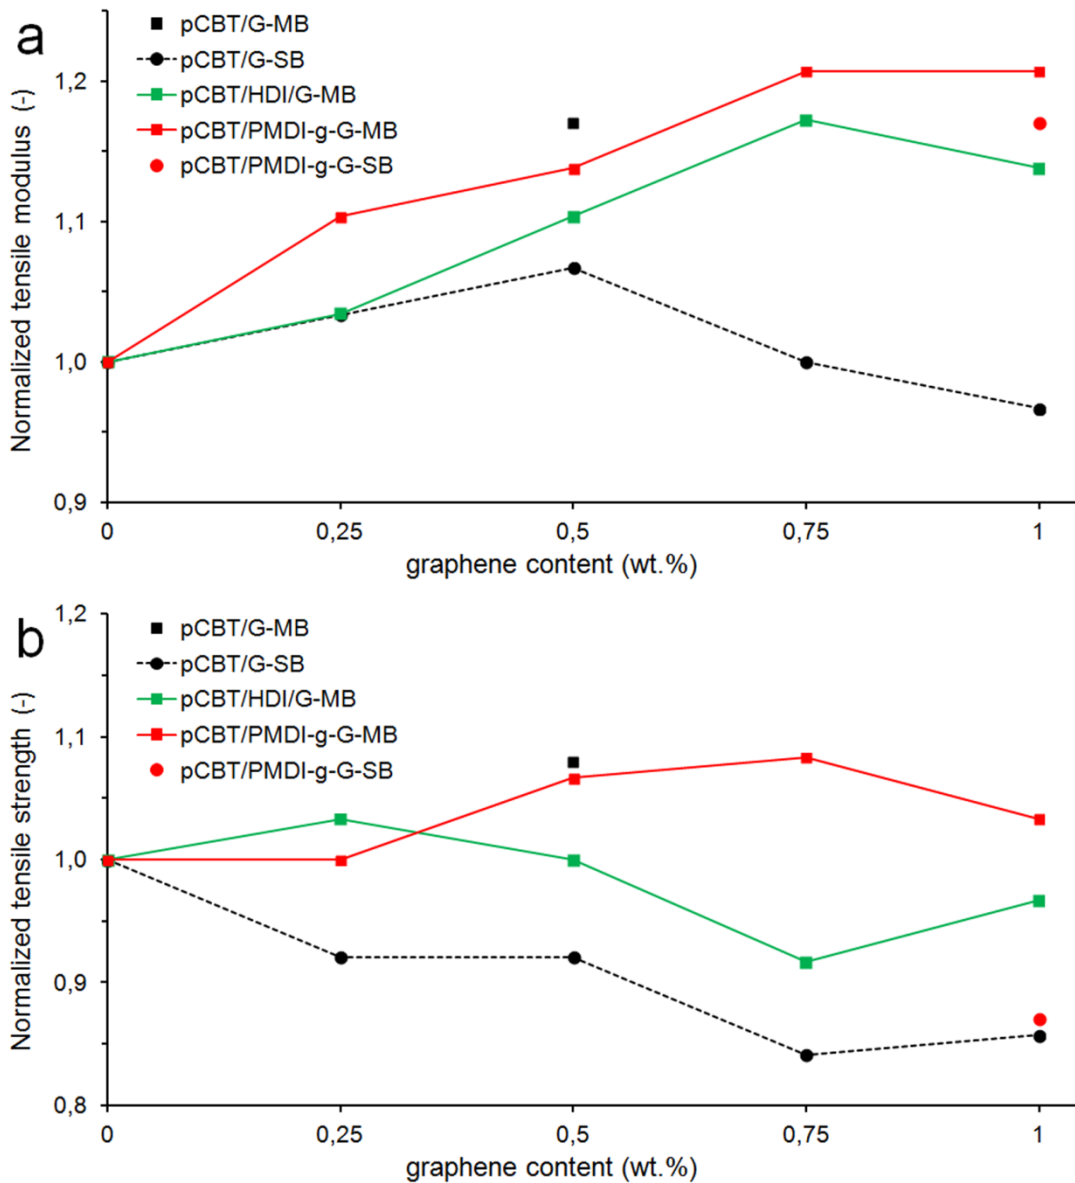 a
pCBT/G-MB
pCBT/G-SB
pCBT/HDI/G-MB
pCBT/PMDI-g-G-MB
pCBT/PMDI-g-G-SB
Normalized tensile modulus (-)
1,2
1,1
1,0
0,9
0 0,25 0,5 0,75 1
graphene content (wt.%)
b
pCBT/G-MB
pCBT/G-SB
pCBT/HDI/G-MB
pCBT/PMDI-g-G-MB
pCBT/PMDI-g-G-SB
Normalized tensile strength (-)
1,2
1,1
1,0
0,9
0,8
0 0,25 0,5 0,75 1
graphene content (wt.%)